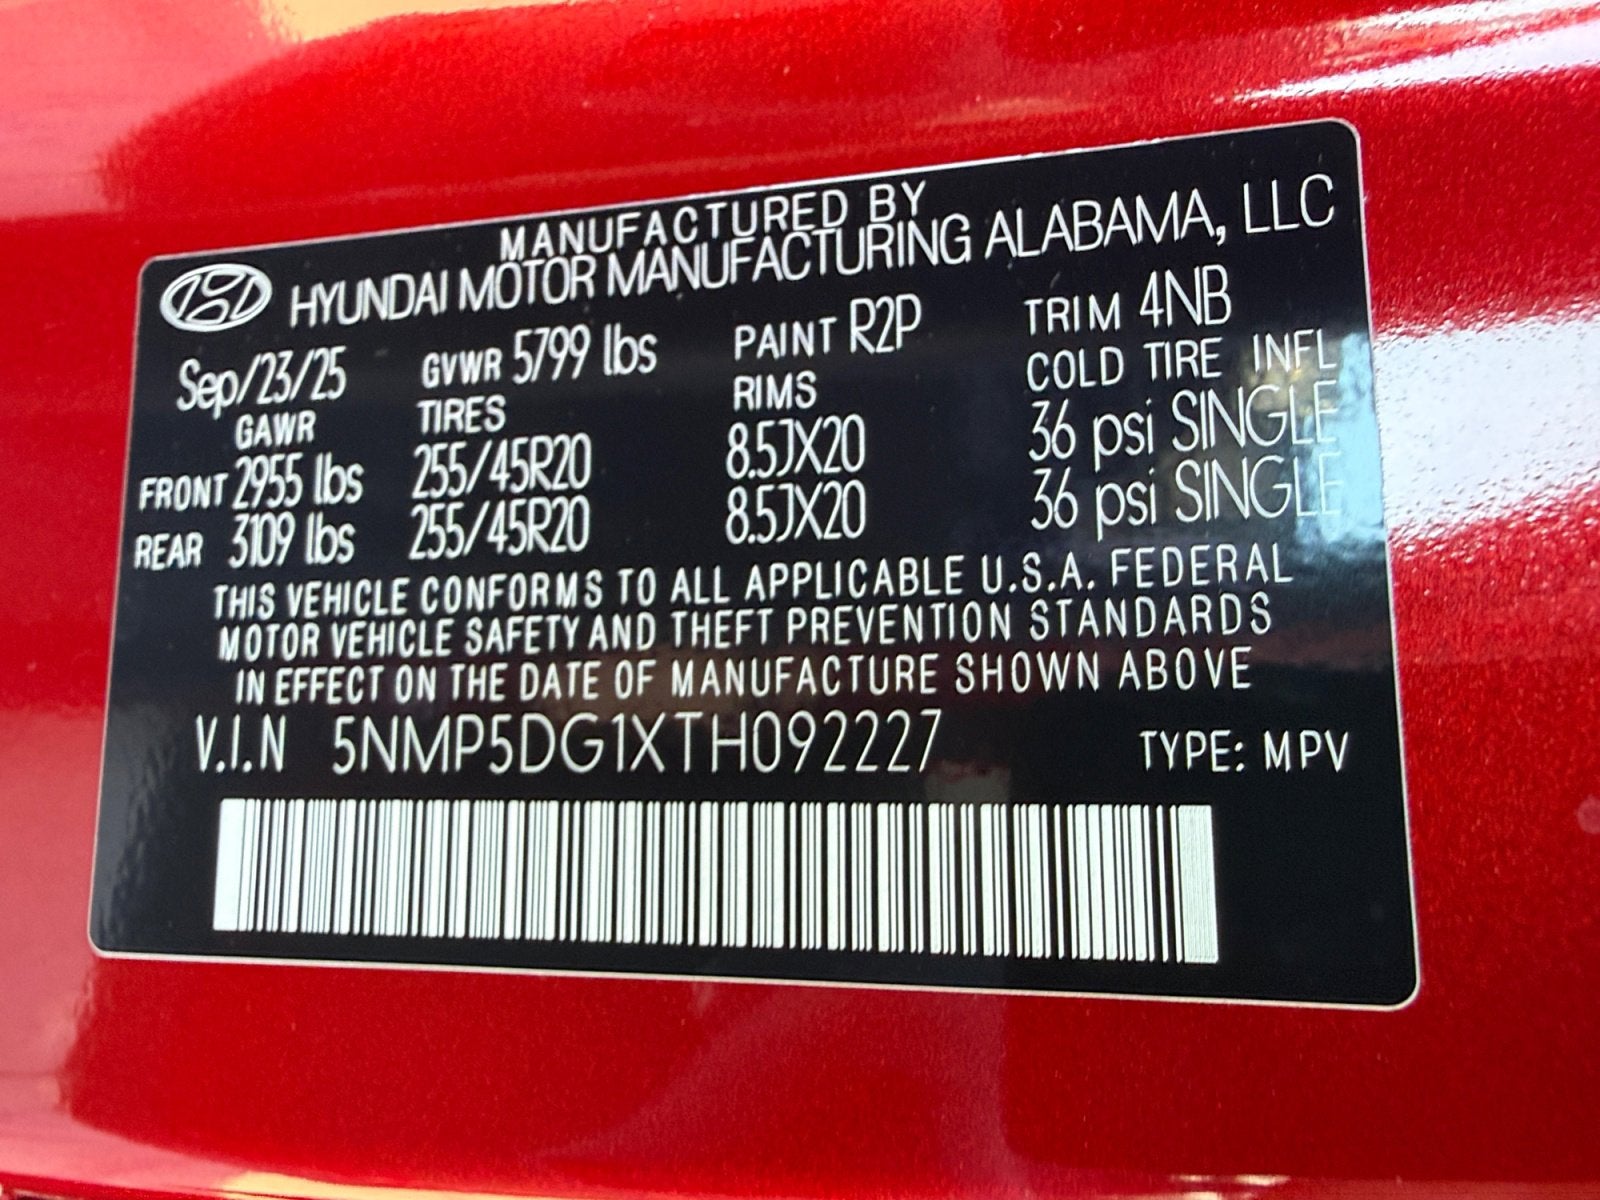 MANUFACTURED BY
HYUNDAI MOTOR MANUFACTURING ALABAMA, LLC
Sep/23/25 GVWR 5799 lbs PAINT R2P TRIM 4NB
GAWR TIRES RIMS COLD TIRE INFL
FRONT 2955 lbs 255/45R20 8.5JX20 36 psi SINGLE
REAR 3109 lbs 255/45R20 8.5JX20 36 psi SINGLE
THIS VEHICLE CONFORMS TO ALL APPLICABLE U.S.A. FEDERAL
MOTOR VEHICLE SAFETY AND THEFT PREVENTION STANDARDS
IN EFFECT ON THE DATE OF MANUFACTURE SHOWN ABOVE
V.I.N 5NMP5DG1XTH092227 TYPE: MPV